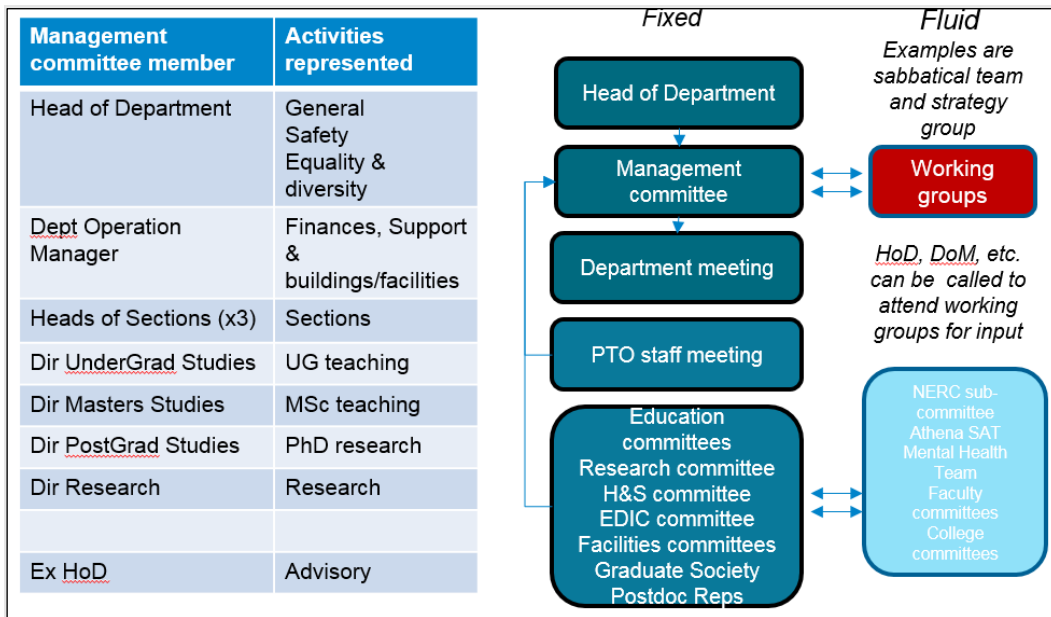 Management
committee member
Activities
represented
Head of Department
General
Safety
Equality &
diversity
Dept Operation
Manager
Finances, Support
&
buildings/facilities
Heads of Sections (x3)
Sections
Dir UnderGrad Studies
UG teaching
Dir Masters Studies
MSc teaching
Dir PostGrad Studies
PhD research
Dir Research
Research
Ex HoD
Advisory
Fixed
Head of Department
Management
committee
Department meeting
PTO staff meeting
Education
committees
Research committee
H&S committee
EDIC committee
Facilities committees
Graduate Society
Postdoc Reps
Fluid
Examples are
sabbatical team
and strategy
group
Working
groups
HoD, DoM, etc.
can be called to
attend working
groups for input
NERC sub-
committee
Athena SAT
Mental Health
Team
Faculty
committees
College
committees